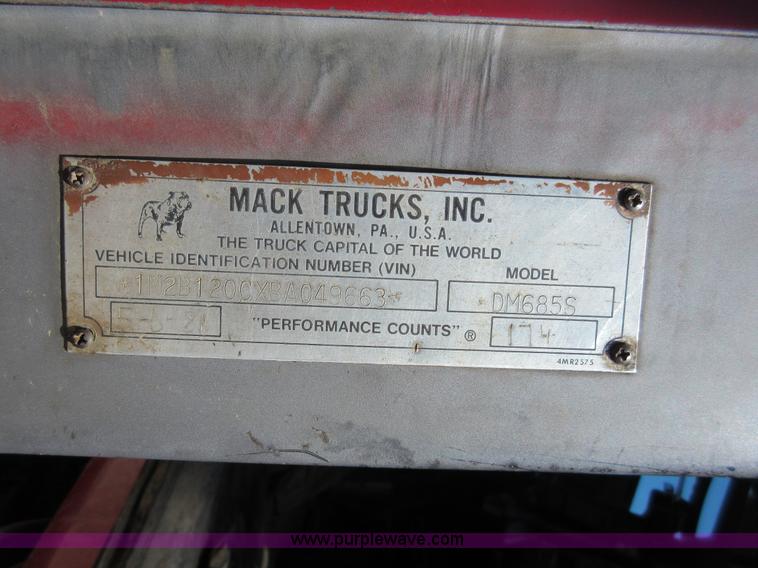 MACK TRUCKS, INC.
ALLENTOWN, PA., U.S.A.
THE TRUCK CAPITAL OF THE WORLD
VEHICLE IDENTIFICATION NUMBER (VIN) MODEL
1M2B120CXBA049663 DM685S
"PERFORMANCE COUNTS" ® 174
4MR2575
www.purplewave.com